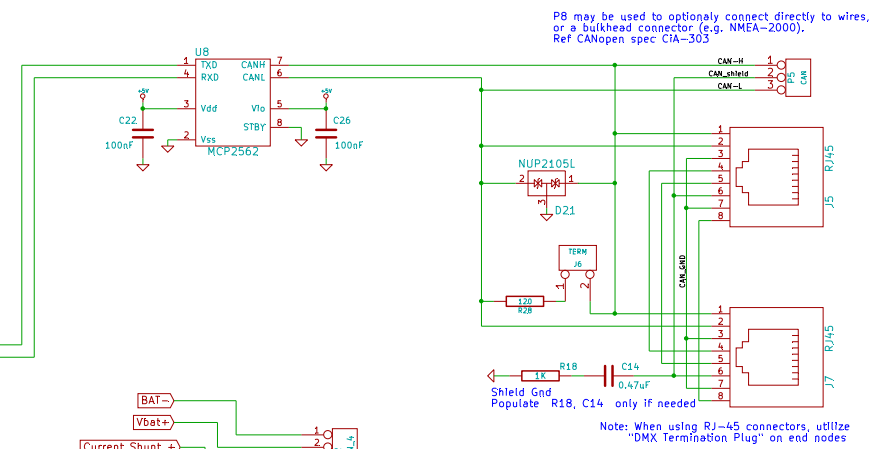 P8 may be used to optionaly connect directly to wires,
or a bulkhead connector (e.g. NMEA-2000).
Ref CANopen spec CiA-303
U8
1 TXD CANH 7
4 RXD CANL 6
+5V
+5V
3 Vdd Vio 5
STBY 8
2 Vss
MCP2562
C22
100nF
C26
100nF
CAN-H 1
CAN_shield 2
CAN-L 3
P5
CAN
1
2
3
4
5
6
7
8
RJ45
J5
NUP2105L
2 1
3
D21
CAN_GND
TERM
J6
1 2
120
R28
1
2
3
4
5
6
7
8
RJ45
J7
R18
1K
C14
0.47uF
Shield Gnd
Populate R18, C14 only if needed
BAT-
Vbat+
Current Shunt +
1
2
Note: When using RJ-45 connectors, utilize
"DMX Termination Plug" on end nodes